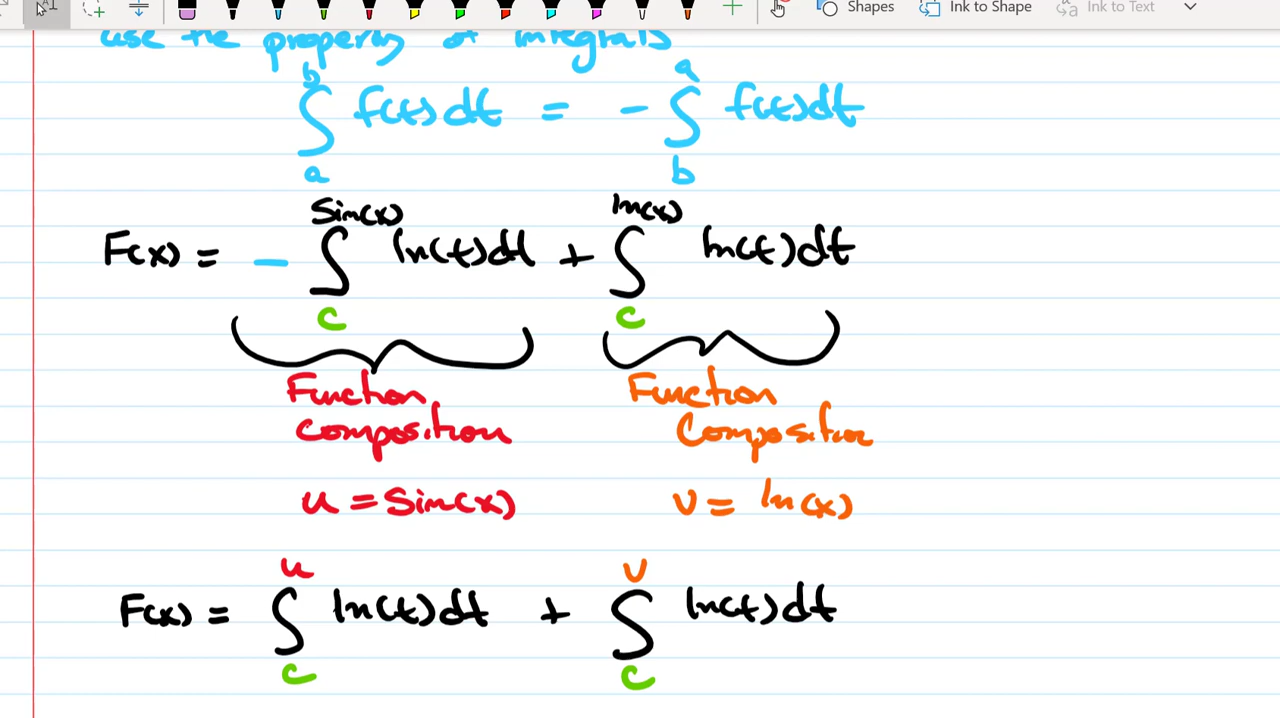 Shapes Ink to Shape Ink to Text
use the property of integrals
∫_a^b f(t)dt = - ∫_b^a f(t)dt
F(x) = - ∫_c^{Sin(x)} ln(t)dt + ∫_c^{ln(x)} ln(t)dt
Function Function
composition Composition
u = Sin(x) v = ln(x)
F(x) = ∫_c^u ln(t)dt + ∫_c^v ln(t)dt